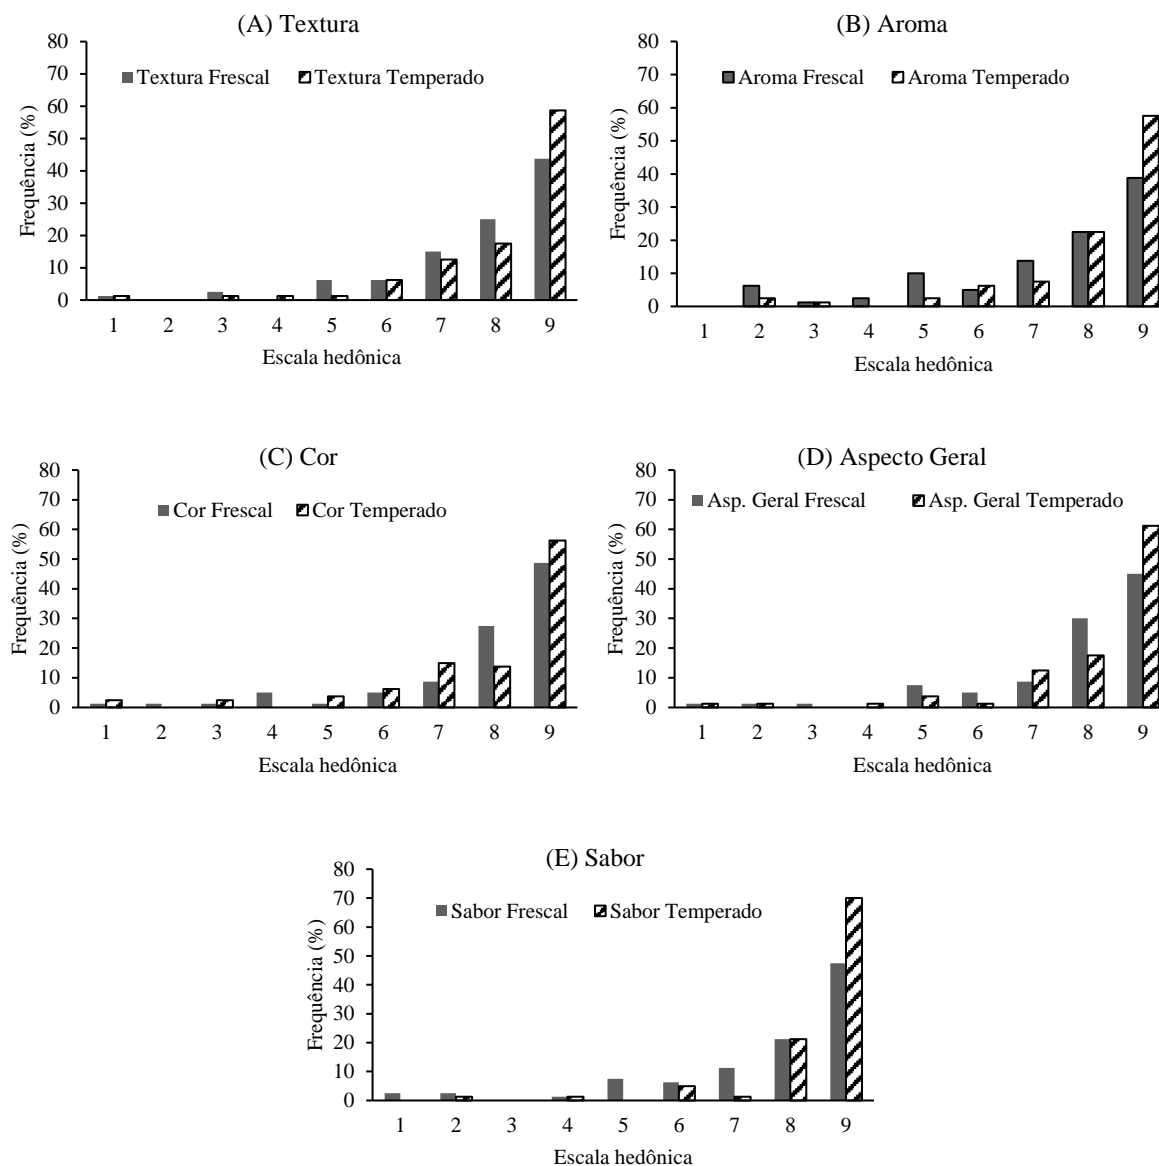 (A) Textura
80
70
60
50
40
30
20
10
0
Frequência (%)
Textura Frescal Textura Temperado
1 2 3 4 5 6 7 8 9
Escala hedônica
(B) Aroma
80
70
60
50
40
30
20
10
0
Frequência (%)
Aroma Frescal Aroma Temperado
1 2 3 4 5 6 7 8 9
Escala hedônica
(C) Cor
80
70
60
50
40
30
20
10
0
Frequência (%)
Cor Frescal Cor Temperado
1 2 3 4 5 6 7 8 9
Escala hedônica
(D) Aspecto Geral
80
70
60
50
40
30
20
10
0
Frequência (%)
Asp. Geral Frescal Asp. Geral Temperado
1 2 3 4 5 6 7 8 9
Escala hedônica
(E) Sabor
80
70
60
50
40
30
20
10
0
Frequência (%)
Sabor Frescal Sabor Temperado
1 2 3 4 5 6 7 8 9
Escala hedônica